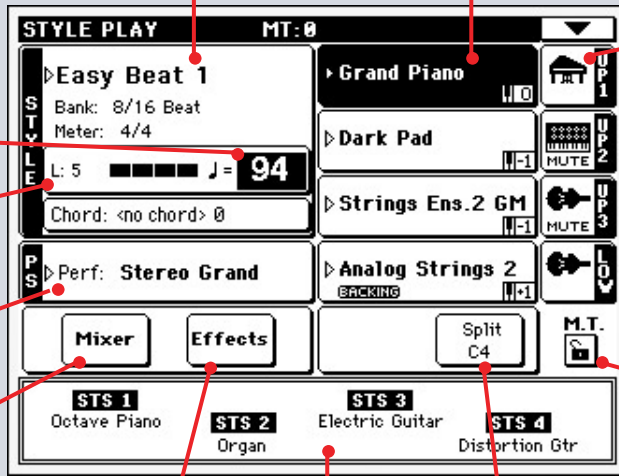 STYLE PLAY MT:0
STYLE
Easy Beat 1
Bank: 8/16 Beat
Meter: 4/4
L: 5 ♩= 94
Chord: <no chord> 0
PS
Perf: Stereo Grand
Grand Piano
0
UP1
Dark Pad
-1
MUTE
UP2
Strings Ens.2 GM
-1
MUTE
UP3
Analog Strings 2
BACKING +1
LOW
Mixer Effects
Split
C4
M.T.
STS 1
Octave Piano
STS 2
Organ
STS 3
Electric Guitar
STS 4
Distortion Gtr